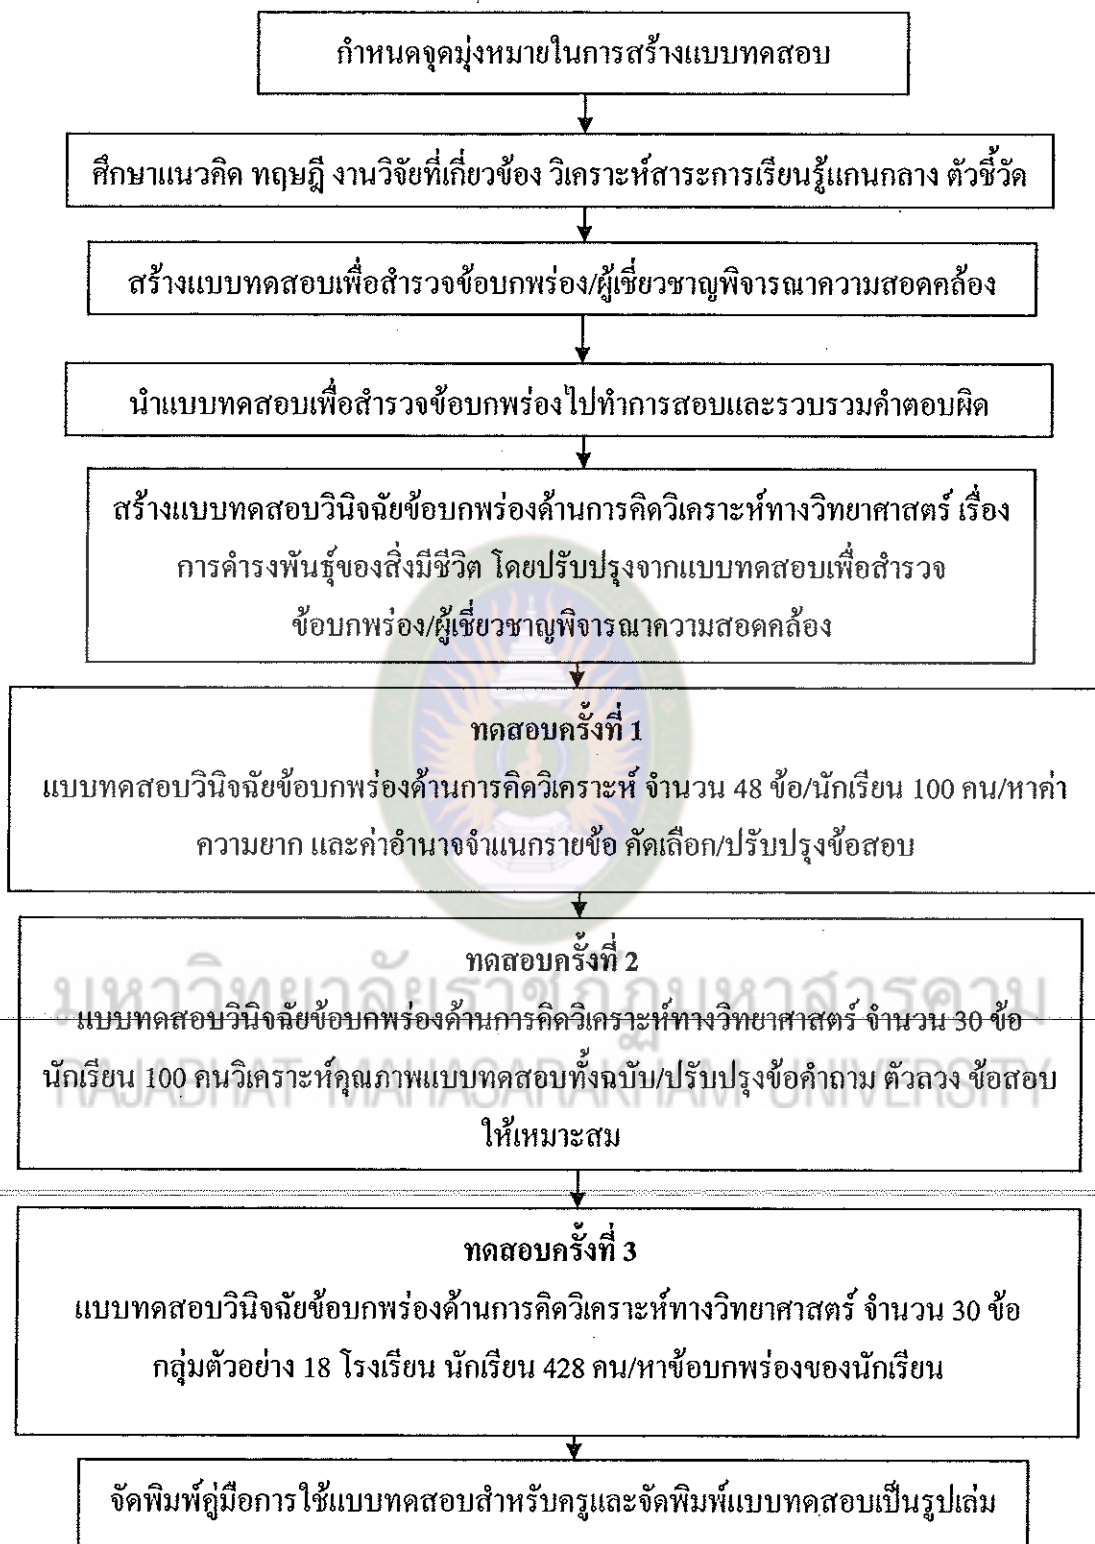 กำหนดจุดมุ่งหมายในการสร้างแบบทดสอบ
ศึกษาแนวคิด ทฤษฎี งานวิจัยที่เกี่ยวข้อง วิเคราะห์สาระการเรียนรู้แกนกลาง ตัวชี้วัด
สร้างแบบทดสอบเพื่อสำรวจข้อบกพร่อง/ผู้เชี่ยวชาญพิจารณาความสอดคล้อง
นำแบบทดสอบเพื่อสำรวจข้อบกพร่องไปทำการสอบและรวบรวมคำตอบผิด
สร้างแบบทดสอบวินิจฉัยข้อบกพร่องด้านการคิดวิเคราะห์ทางวิทยาศาสตร์ เรื่อง
การดำรงพันธุ์ของสิ่งมีชีวิต โดยปรับปรุงจากแบบทดสอบเพื่อสำรวจ
ข้อบกพร่อง/ผู้เชี่ยวชาญพิจารณาความสอดคล้อง
ทดสอบครั้งที่ 1
แบบทดสอบวินิจฉัยข้อบกพร่องด้านการคิดวิเคราะห์ จำนวน 48 ข้อ/นักเรียน 100 คน/หาค่า
ความยาก และค่าอำนาจจำแนกรายข้อ คัดเลือก/ปรับปรุงข้อสอบ
ทดสอบครั้งที่ 2
มหาวิทยาลัยราชภัฏมหาสารคาม
แบบทดสอบวินิจฉัยข้อบกพร่องด้านการคิดวิเคราะห์ทางวิทยาศาสตร์ จำนวน 30 ข้อ
นักเรียน 100 คนวิเคราะห์คุณภาพแบบทดสอบทั้งฉบับ/ปรับปรุงข้อคำถาม ตัวลวง ข้อสอบ
RAJABHAT MAHASARAKHAM UNIVERSITY
ให้เหมาะสม
ทดสอบครั้งที่ 3
แบบทดสอบวินิจฉัยข้อบกพร่องด้านการคิดวิเคราะห์ทางวิทยาศาสตร์ จำนวน 30 ข้อ
กลุ่มตัวอย่าง 18 โรงเรียน นักเรียน 428 คน/หาข้อบกพร่องของนักเรียน
จัดพิมพ์คู่มือการใช้แบบทดสอบสำหรับครูและจัดพิมพ์แบบทดสอบเป็นรูปเล่ม